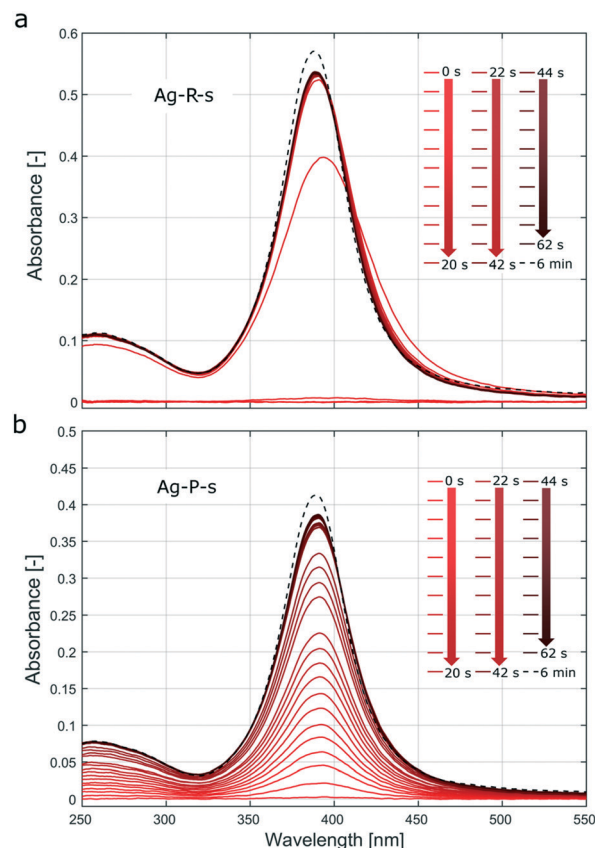 a
0.6
0.5
0.4
0.3
0.2
0.1
0
Absorbance [-]
Ag-R-s
0 s 22 s 44 s
62 s
20 s 42 s 6 min
b
0.5
0.45
0.4
0.35
0.3
0.25
0.2
0.15
0.1
0.05
0
Absorbance [-]
Ag-P-s
0 s 22 s 44 s
62 s
20 s 42 s 6 min
250 300 350 400 450 500 550
Wavelength [nm]